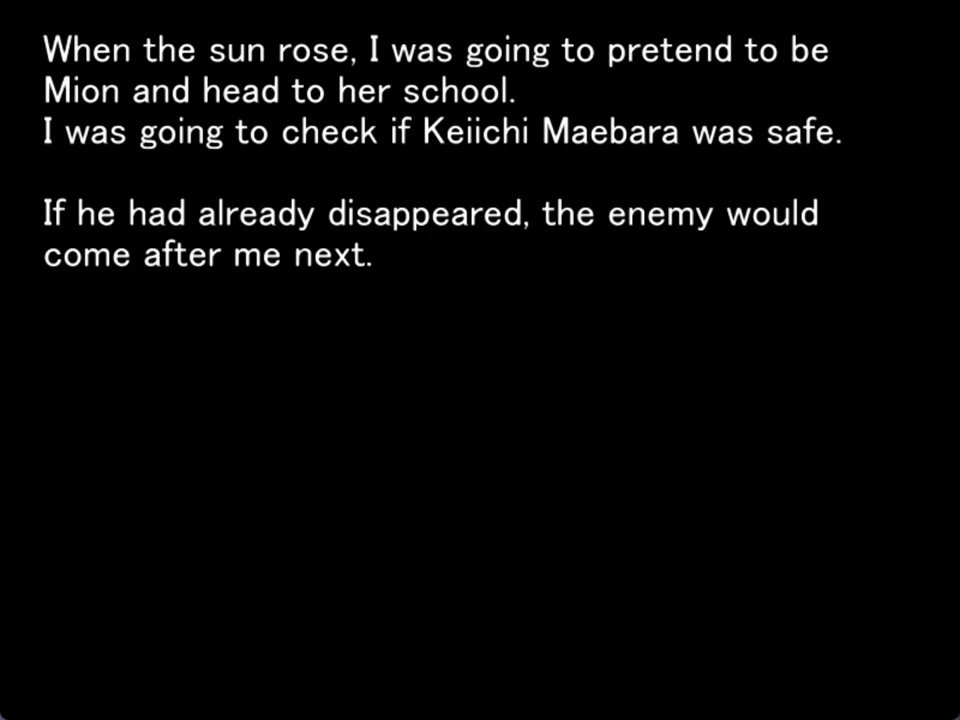 When the sun rose, I was going to pretend to be
Mion and head to her school.
I was going to check if Keiichi Maebara was safe.
If he had already disappeared, the enemy would
come after me next.